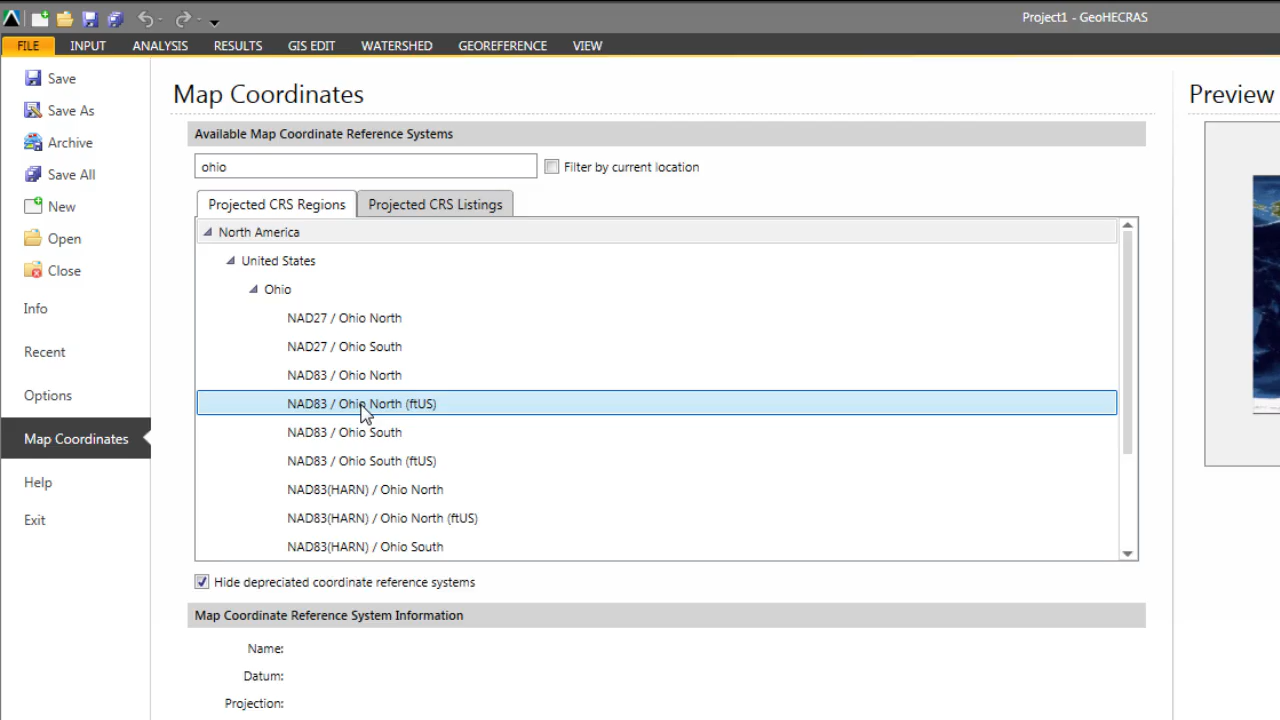 Project1 - GeoHECRAS
FILE INPUT ANALYSIS RESULTS GIS EDIT WATERSHED GEOREFERENCE VIEW
Save
Save As
Archive
Save All
New
Open
Close
Info
Recent
Options
Map Coordinates
Help
Exit
Map Coordinates
Available Map Coordinate Reference Systems
ohio
Filter by current location
Projected CRS Regions
Projected CRS Listings
North America
United States
Ohio
NAD27 / Ohio North
NAD27 / Ohio South
NAD83 / Ohio North
NAD83 / Ohio North (ftUS)
NAD83 / Ohio South
NAD83 / Ohio South (ftUS)
NAD83(HARN) / Ohio North
NAD83(HARN) / Ohio North (ftUS)
NAD83(HARN) / Ohio South
Hide depreciated coordinate reference systems
Map Coordinate Reference System Information
Name:
Datum:
Projection:
Preview